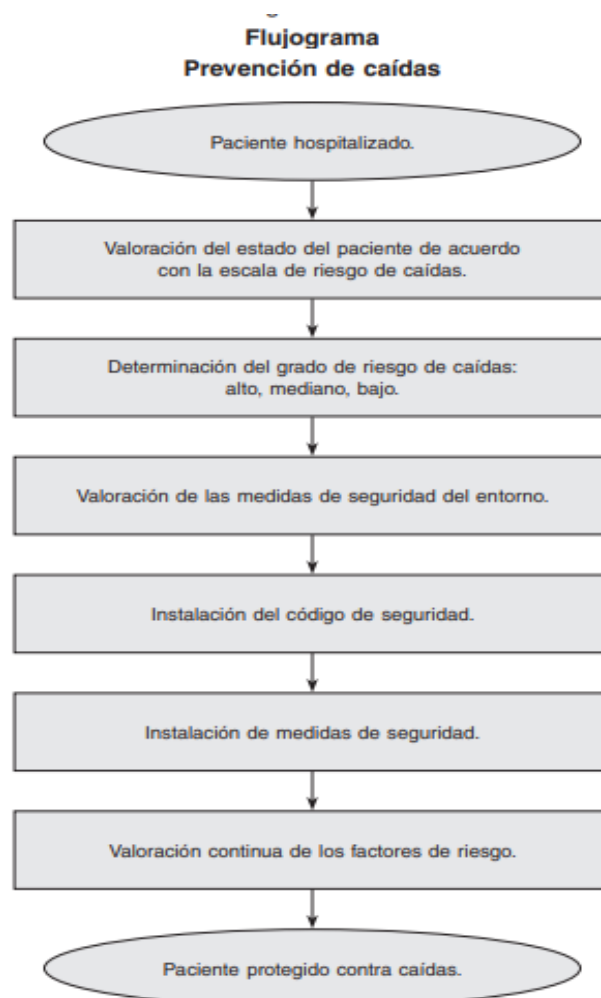 Flujograma
Prevención de caídas
Paciente hospitalizado.
Valoración del estado del paciente de acuerdo
con la escala de riesgo de caídas.
Determinación del grado de riesgo de caídas:
alto, mediano, bajo.
Valoración de las medidas de seguridad del entorno.
Instalación del código de seguridad.
Instalación de medidas de seguridad.
Valoración continua de los factores de riesgo.
Paciente protegido contra caídas.